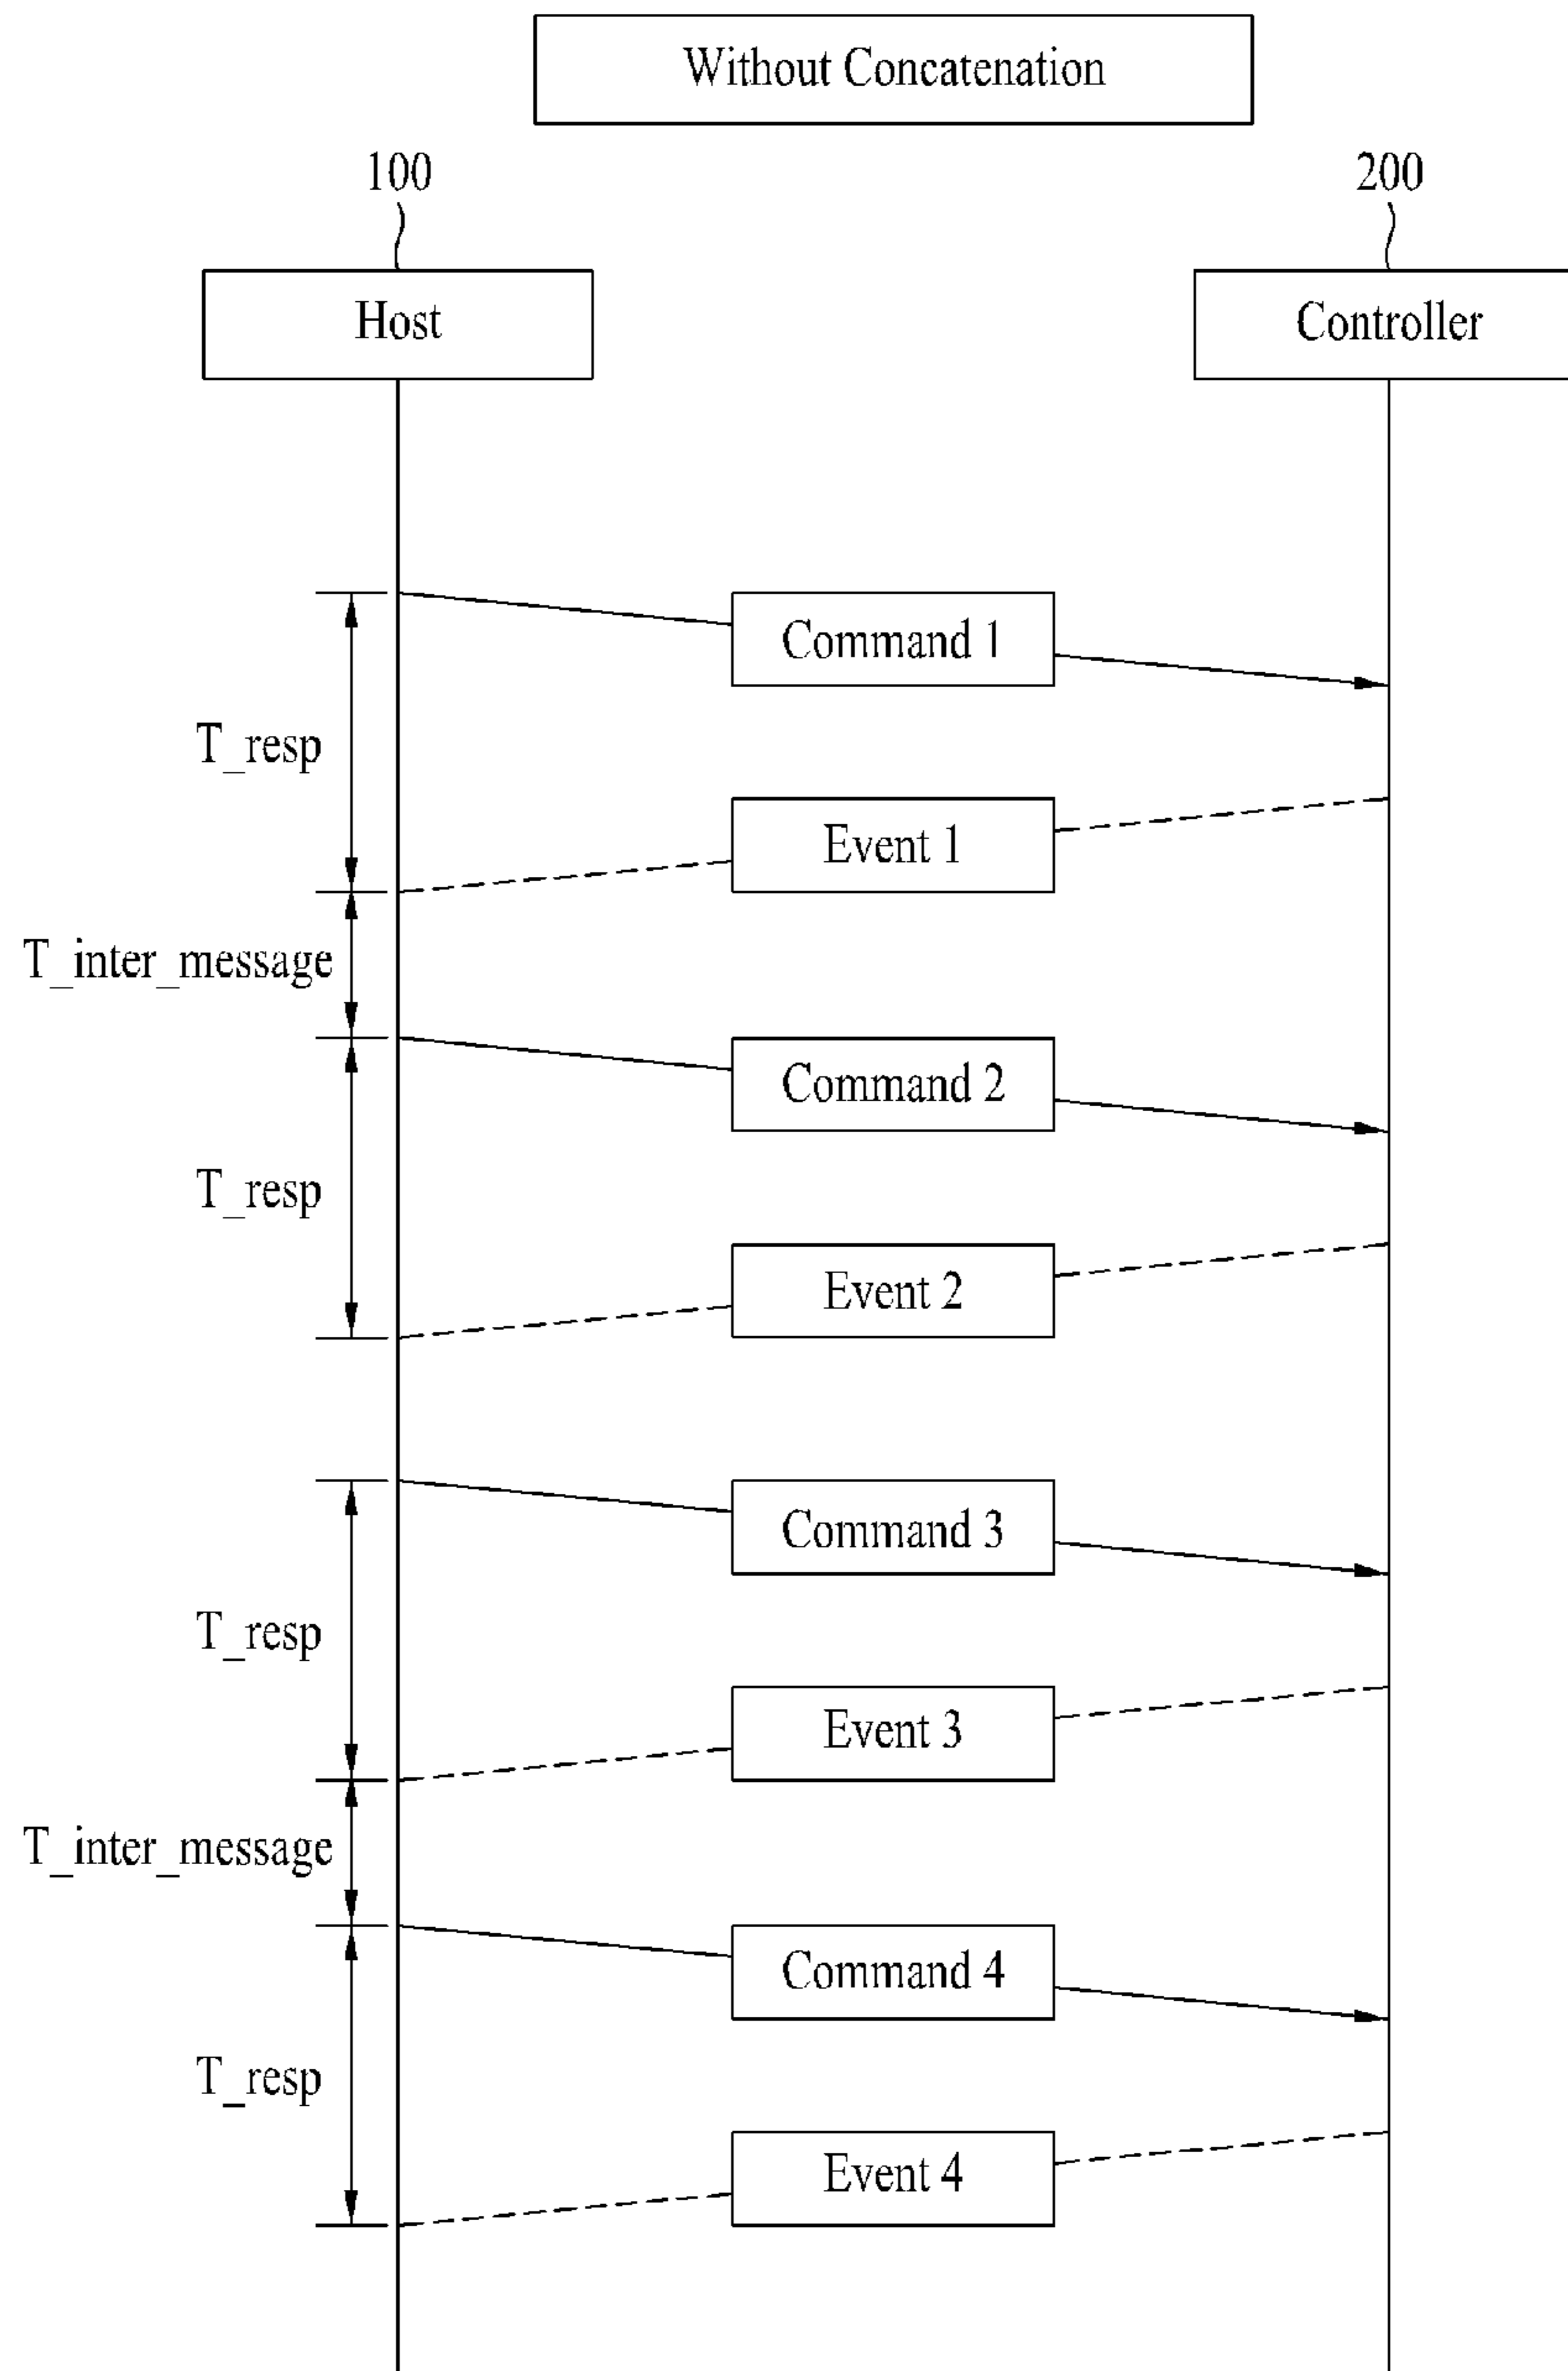 Without Concatenation
100
200
Host
Controller
Command 1
T_resp
Event 1
T_inter_message
Command 2
T_resp
Event 2
Command 3
T_resp
Event 3
T_inter_message
Command 4
T_resp
Event 4